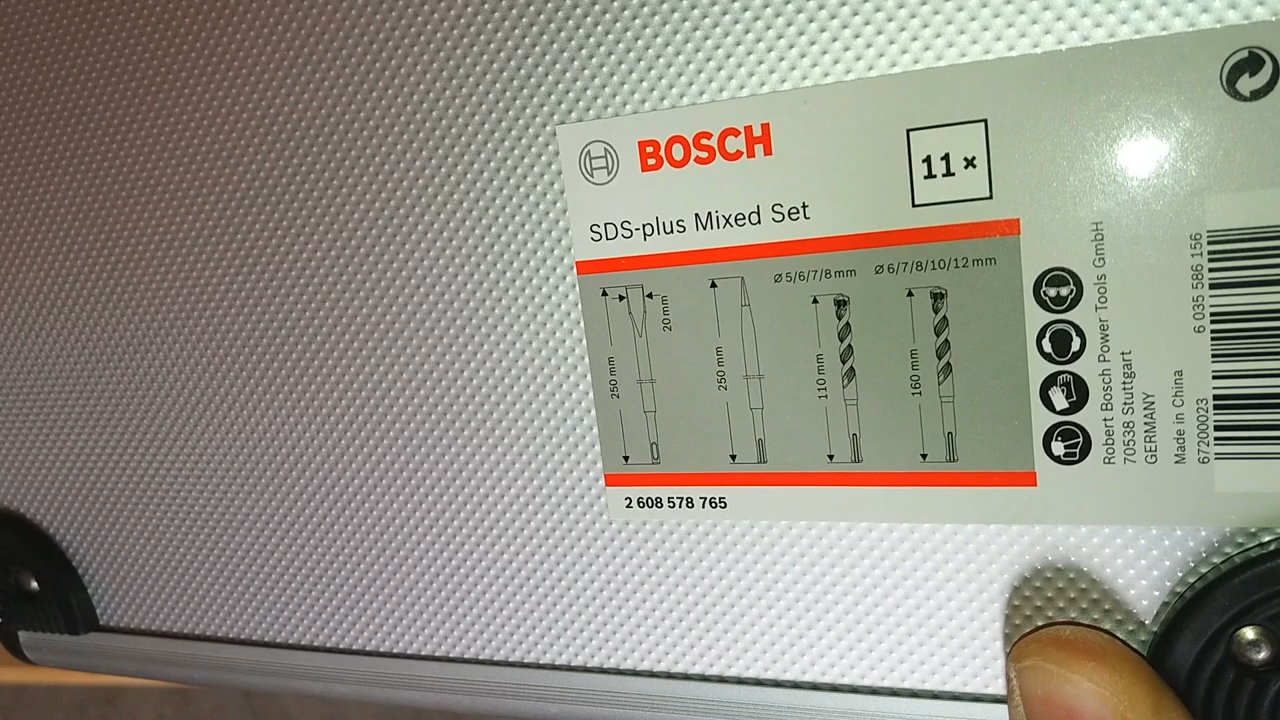 BOSCH
11×
SDS-plus Mixed Set
Ø 5/6/7/8 mm
Ø 6/7/8/10/12 mm
20 mm
250 mm
250 mm
110 mm
160 mm
2 608 578 765
Robert Bosch Power Tools GmbH
70538 Stuttgart
GERMANY
Made in China
67200023
6 035 586 156